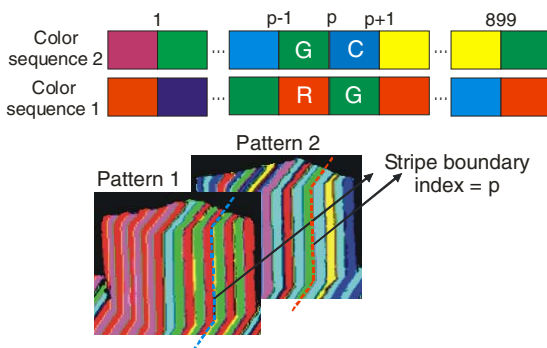 1 p-1 p p+1 899
Color sequence 2 ... G C ... 
Color sequence 1 ... R G ...
Pattern 2
Pattern 1
Stripe boundary
index = p